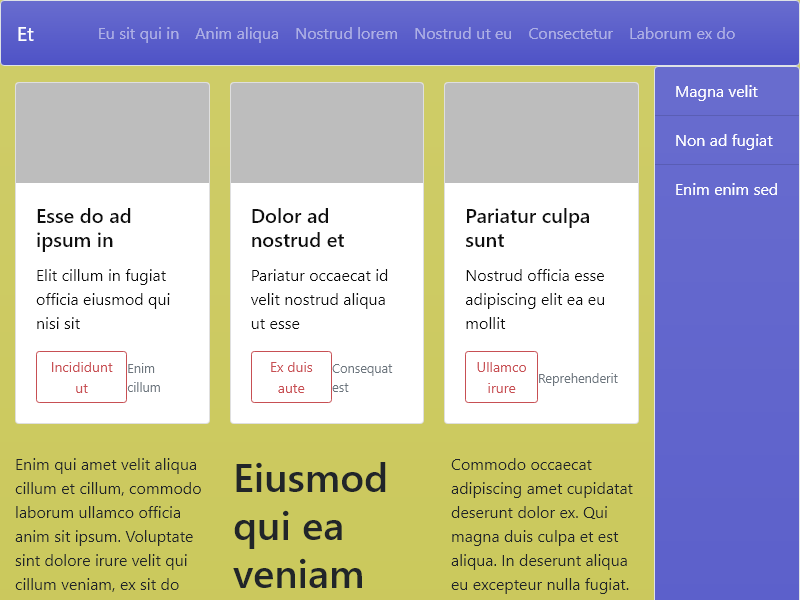 Et
Eu sit qui in
Anim aliqua
Nostrud lorem
Nostrud ut eu
Consectetur
Laborum ex do
Esse do ad
ipsum in
Elit cillum in fugiat
officia eiusmod qui
nisi sit
Incididunt
ut
Enim
cillum
Dolor ad
nostrud et
Pariatur occaecat id
velit nostrud aliqua
ut esse
Ex duis
aute
Consequat
est
Pariatur culpa
sunt
Nostrud officia esse
adipiscing elit ea eu
mollit
Ullamco
irure
Reprehenderit
Enim qui amet velit aliqua
cillum et cillum, commodo
laborum ullamco officia
anim sit ipsum. Voluptate
sint dolore irure velit qui
cillum veniam, ex sit do
Eiusmod
qui ea
veniam
Commodo occaecat
adipiscing amet cupidatat
deserunt dolor ex. Qui
magna duis culpa et est
aliqua. In deserunt aliqua
eu excepteur nulla fugiat.
Magna velit
Non ad fugiat
Enim enim sed